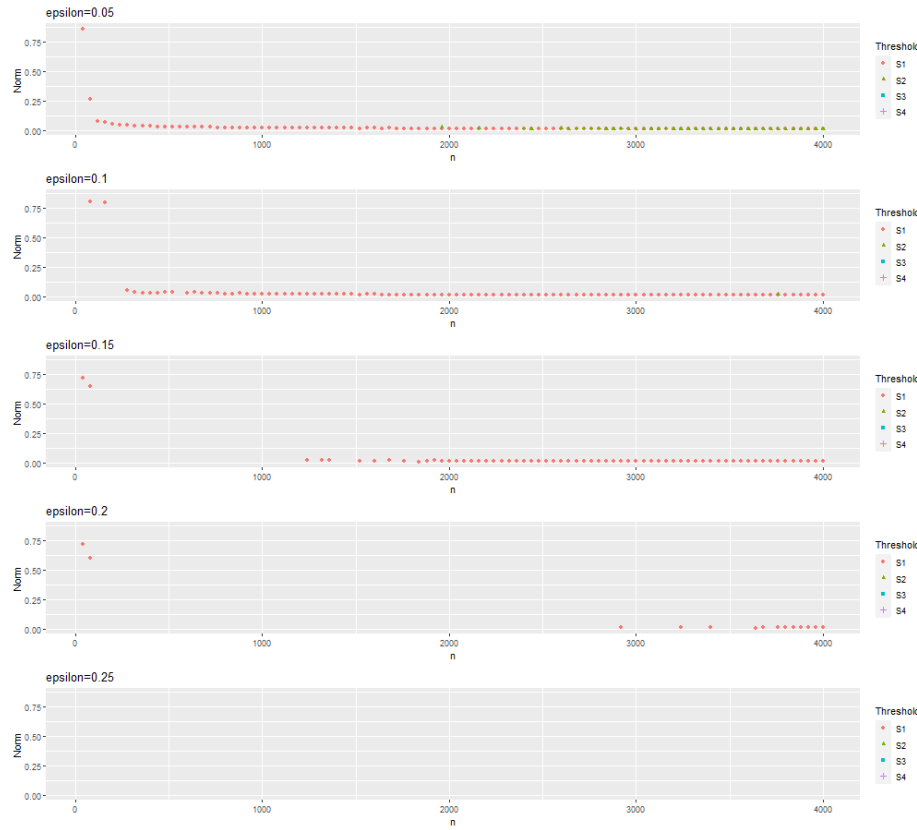 epsilon=0.05
Norm
0.75
0.50
0.25
0.00
0
1000
2000
3000
4000
n
Threshold
S1
S2
S3
S4
epsilon=0.1
Norm
0.75
0.50
0.25
0.00
0
1000
2000
3000
4000
n
Threshold
S1
S2
S3
S4
epsilon=0.15
Norm
0.75
0.50
0.25
0.00
0
1000
2000
3000
4000
n
Threshold
S1
S2
S3
S4
epsilon=0.2
Norm
0.75
0.50
0.25
0.00
0
1000
2000
3000
4000
n
Threshold
S1
S2
S3
S4
epsilon=0.25
Norm
0.75
0.50
0.25
0.00
0
1000
2000
3000
4000
n
Threshold
S1
S2
S3
S4